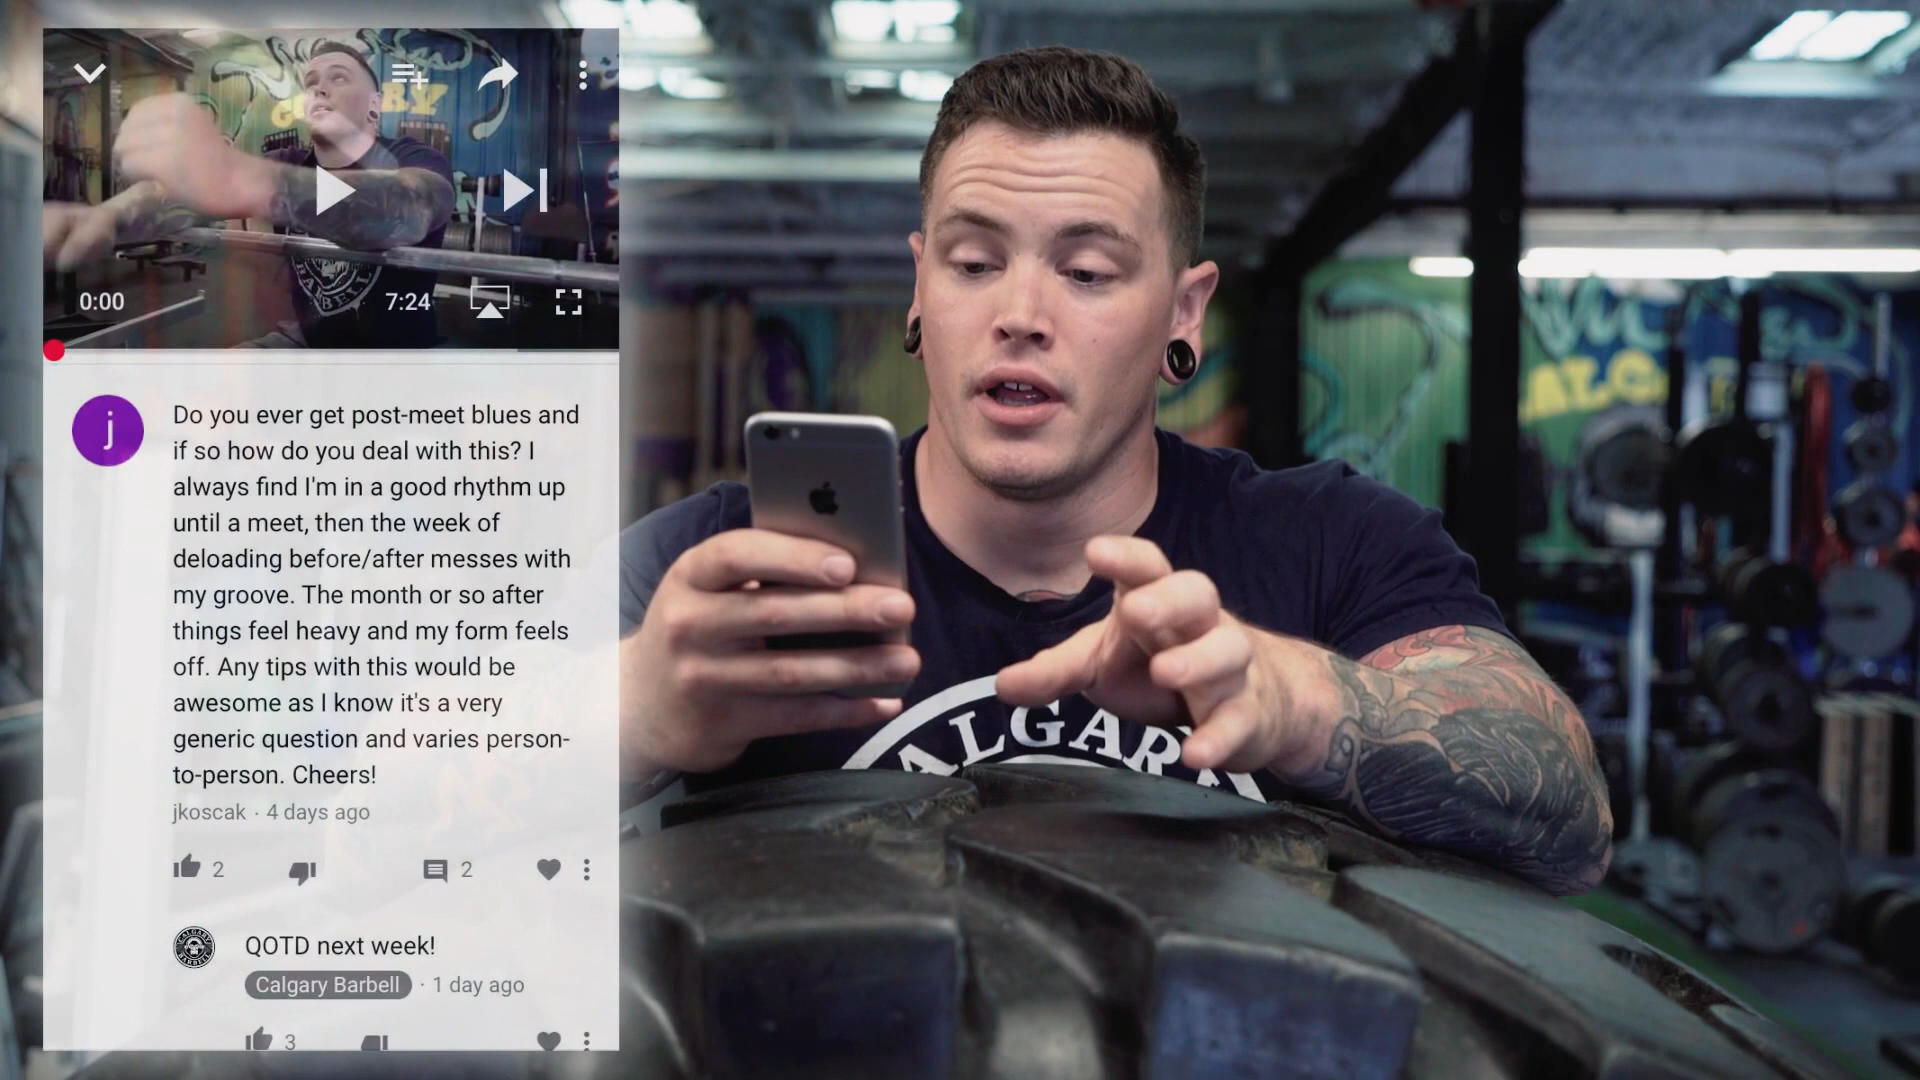 0:00
7:24
j
Do you ever get post-meet blues and
if so how do you deal with this? I
always find I'm in a good rhythm up
until a meet, then the week of
deloading before/after messes with
my groove. The month or so after
things feel heavy and my form feels
off. Any tips with this would be
awesome as I know it's a very
generic question and varies person-
to-person. Cheers!
jkoscak · 4 days ago
2
2
QOTD next week!
Calgary Barbell · 1 day ago
3